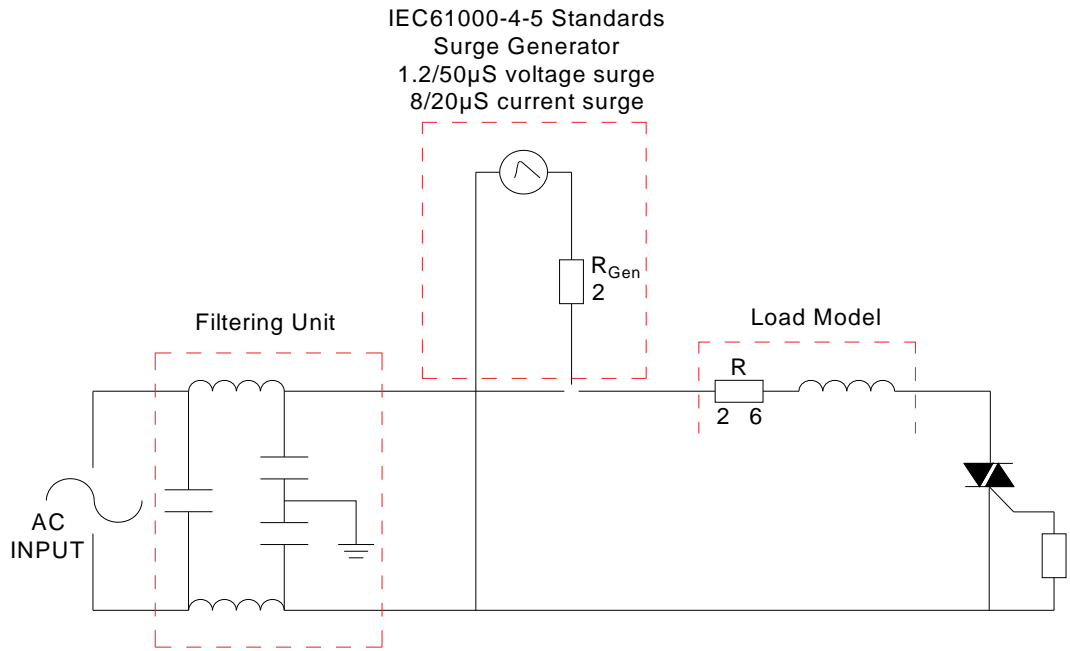 IEC61000-4-5 Standards
Surge Generator
1.2/50µS voltage surge
8/20µS current surge
RGen
2
Filtering Unit
Load Model
R
2 6
AC
INPUT